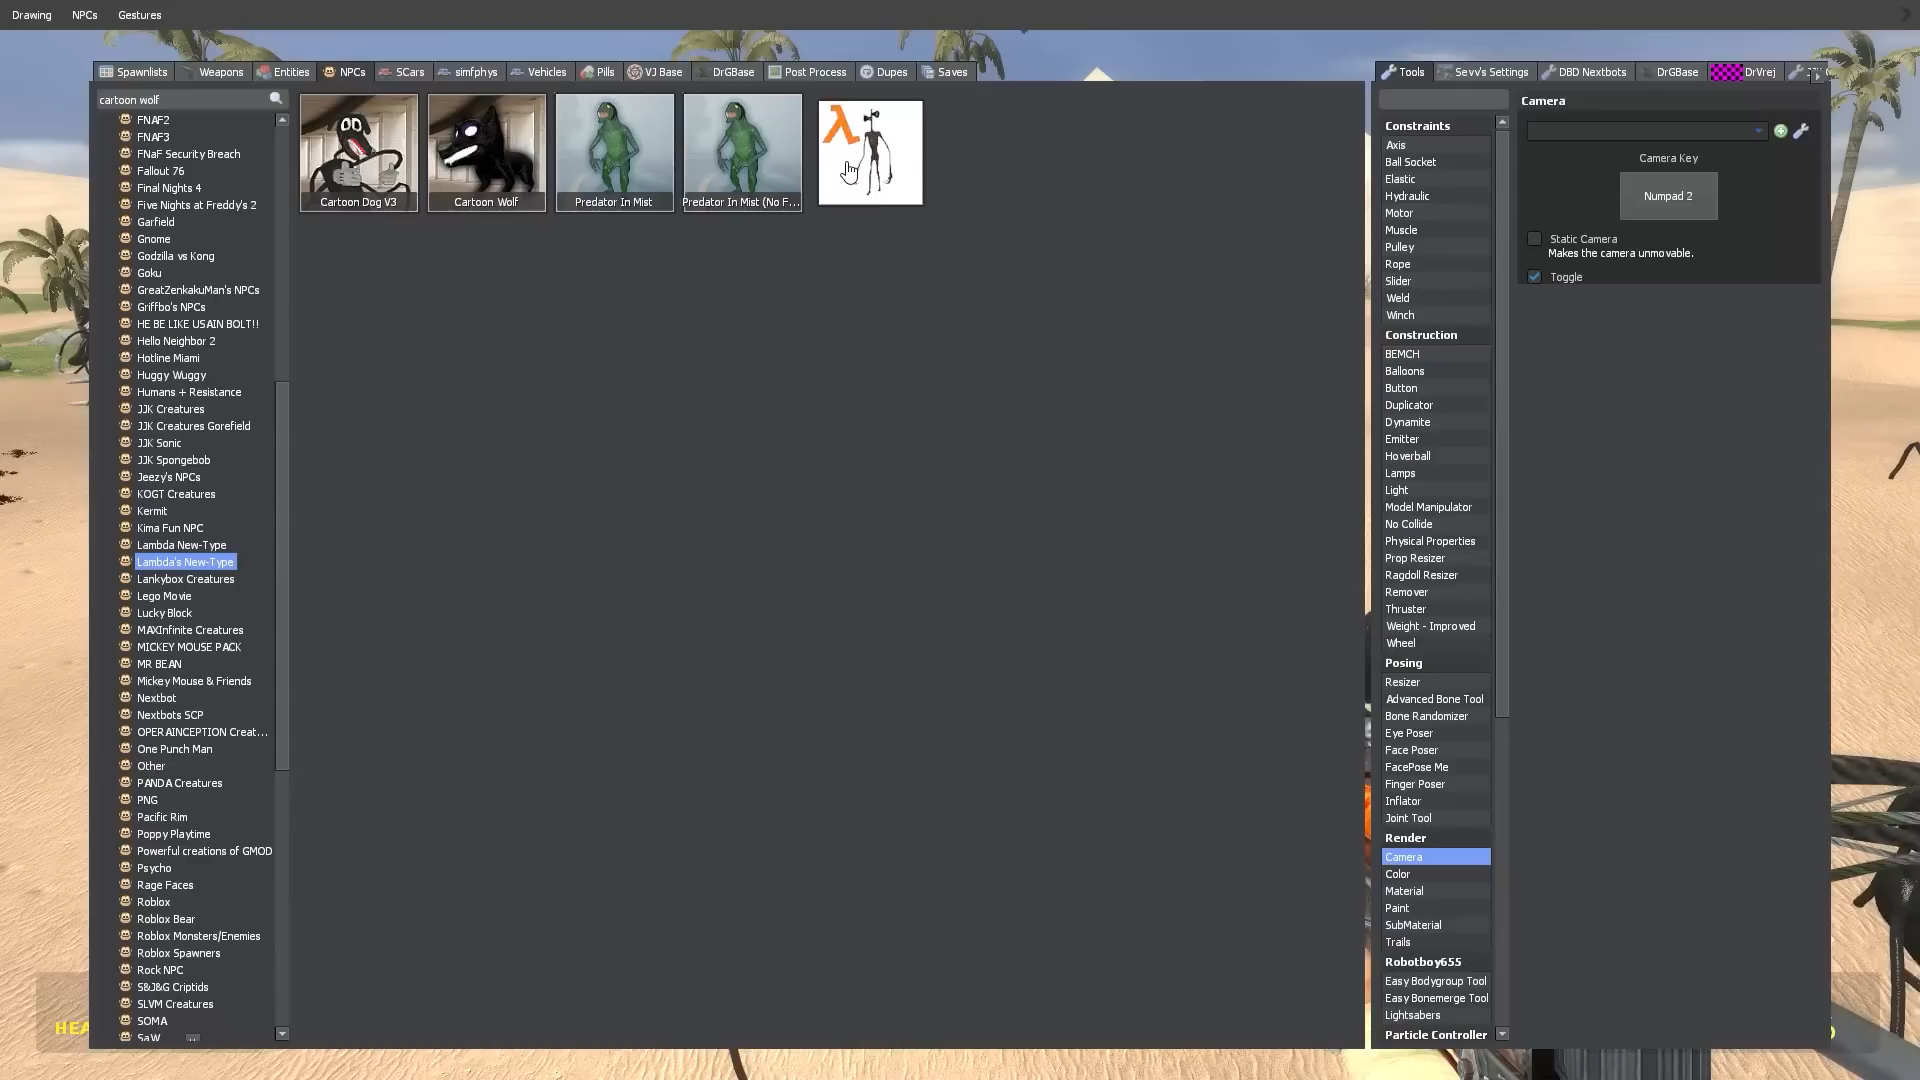 Drawing NPCs Gestures
Spawnlists Weapons Entities NPCs SCars simfphys Vehicles Pills VJ Base DrGBase Post Process Dupes Saves
Tools Sevv's Settings DBD Nextbots DrGBase DrVrej
cartoon wolf
FNAF2
FNAF3
FNaF Security Breach
Fallout 76
Final Nights 4
Five Nights at Freddy's 2
Garfield
Gnome
Godzilla vs Kong
Goku
GreatZenkakuMan's NPCs
Griffbo's NPCs
HE BE LIKE USAIN BOLT!!
Hello Neighbor 2
Hotline Miami
Huggy Wuggy
Humans + Resistance
JJK Creatures
JJK Creatures Gorefield
JJK Sonic
JJK Spongebob
Jeezy's NPCs
KOGT Creatures
Kermit
Kima Fun NPC
Lambda New-Type
Lambda's New-Type
Lankybox Creatures
Lego Movie
Lucky Block
MAXInfinite Creatures
MICKEY MOUSE PACK
MR BEAN
Mickey Mouse & Friends
Nextbot
Nextbots SCP
OPERAINCEPTION Creat...
One Punch Man
Other
PANDA Creatures
PNG
Pacific Rim
Poppy Playtime
Powerful creations of GMOD
Psycho
Rage Faces
Roblox
Roblox Bear
Roblox Monsters/Enemies
Roblox Spawners
Rock NPC
S&J&G Criptids
SLVM Creatures
SOMA
SaW
Cartoon Dog V3
Cartoon Wolf
Predator In Mist
Predator In Mist (No F...
λ
Constraints
Axis
Ball Socket
Elastic
Hydraulic
Motor
Muscle
Pulley
Rope
Slider
Weld
Winch
Construction
BEMCH
Balloons
Button
Duplicator
Dynamite
Emitter
Hoverball
Lamps
Light
Model Manipulator
No Collide
Physical Properties
Prop Resizer
Ragdoll Resizer
Remover
Thruster
Weight - Improved
Wheel
Posing
Resizer
Advanced Bone Tool
Bone Randomizer
Eye Poser
Face Poser
FacePose Me
Finger Poser
Inflator
Joint Tool
Render
Camera
Color
Material
Paint
SubMaterial
Trails
Robotboy655
Easy Bodygroup Tool
Easy Bonemerge Tool
Lightsabers
Particle Controller
Camera
Camera Key
Numpad 2
Static Camera
Makes the camera unmovable.
Toggle
HEA